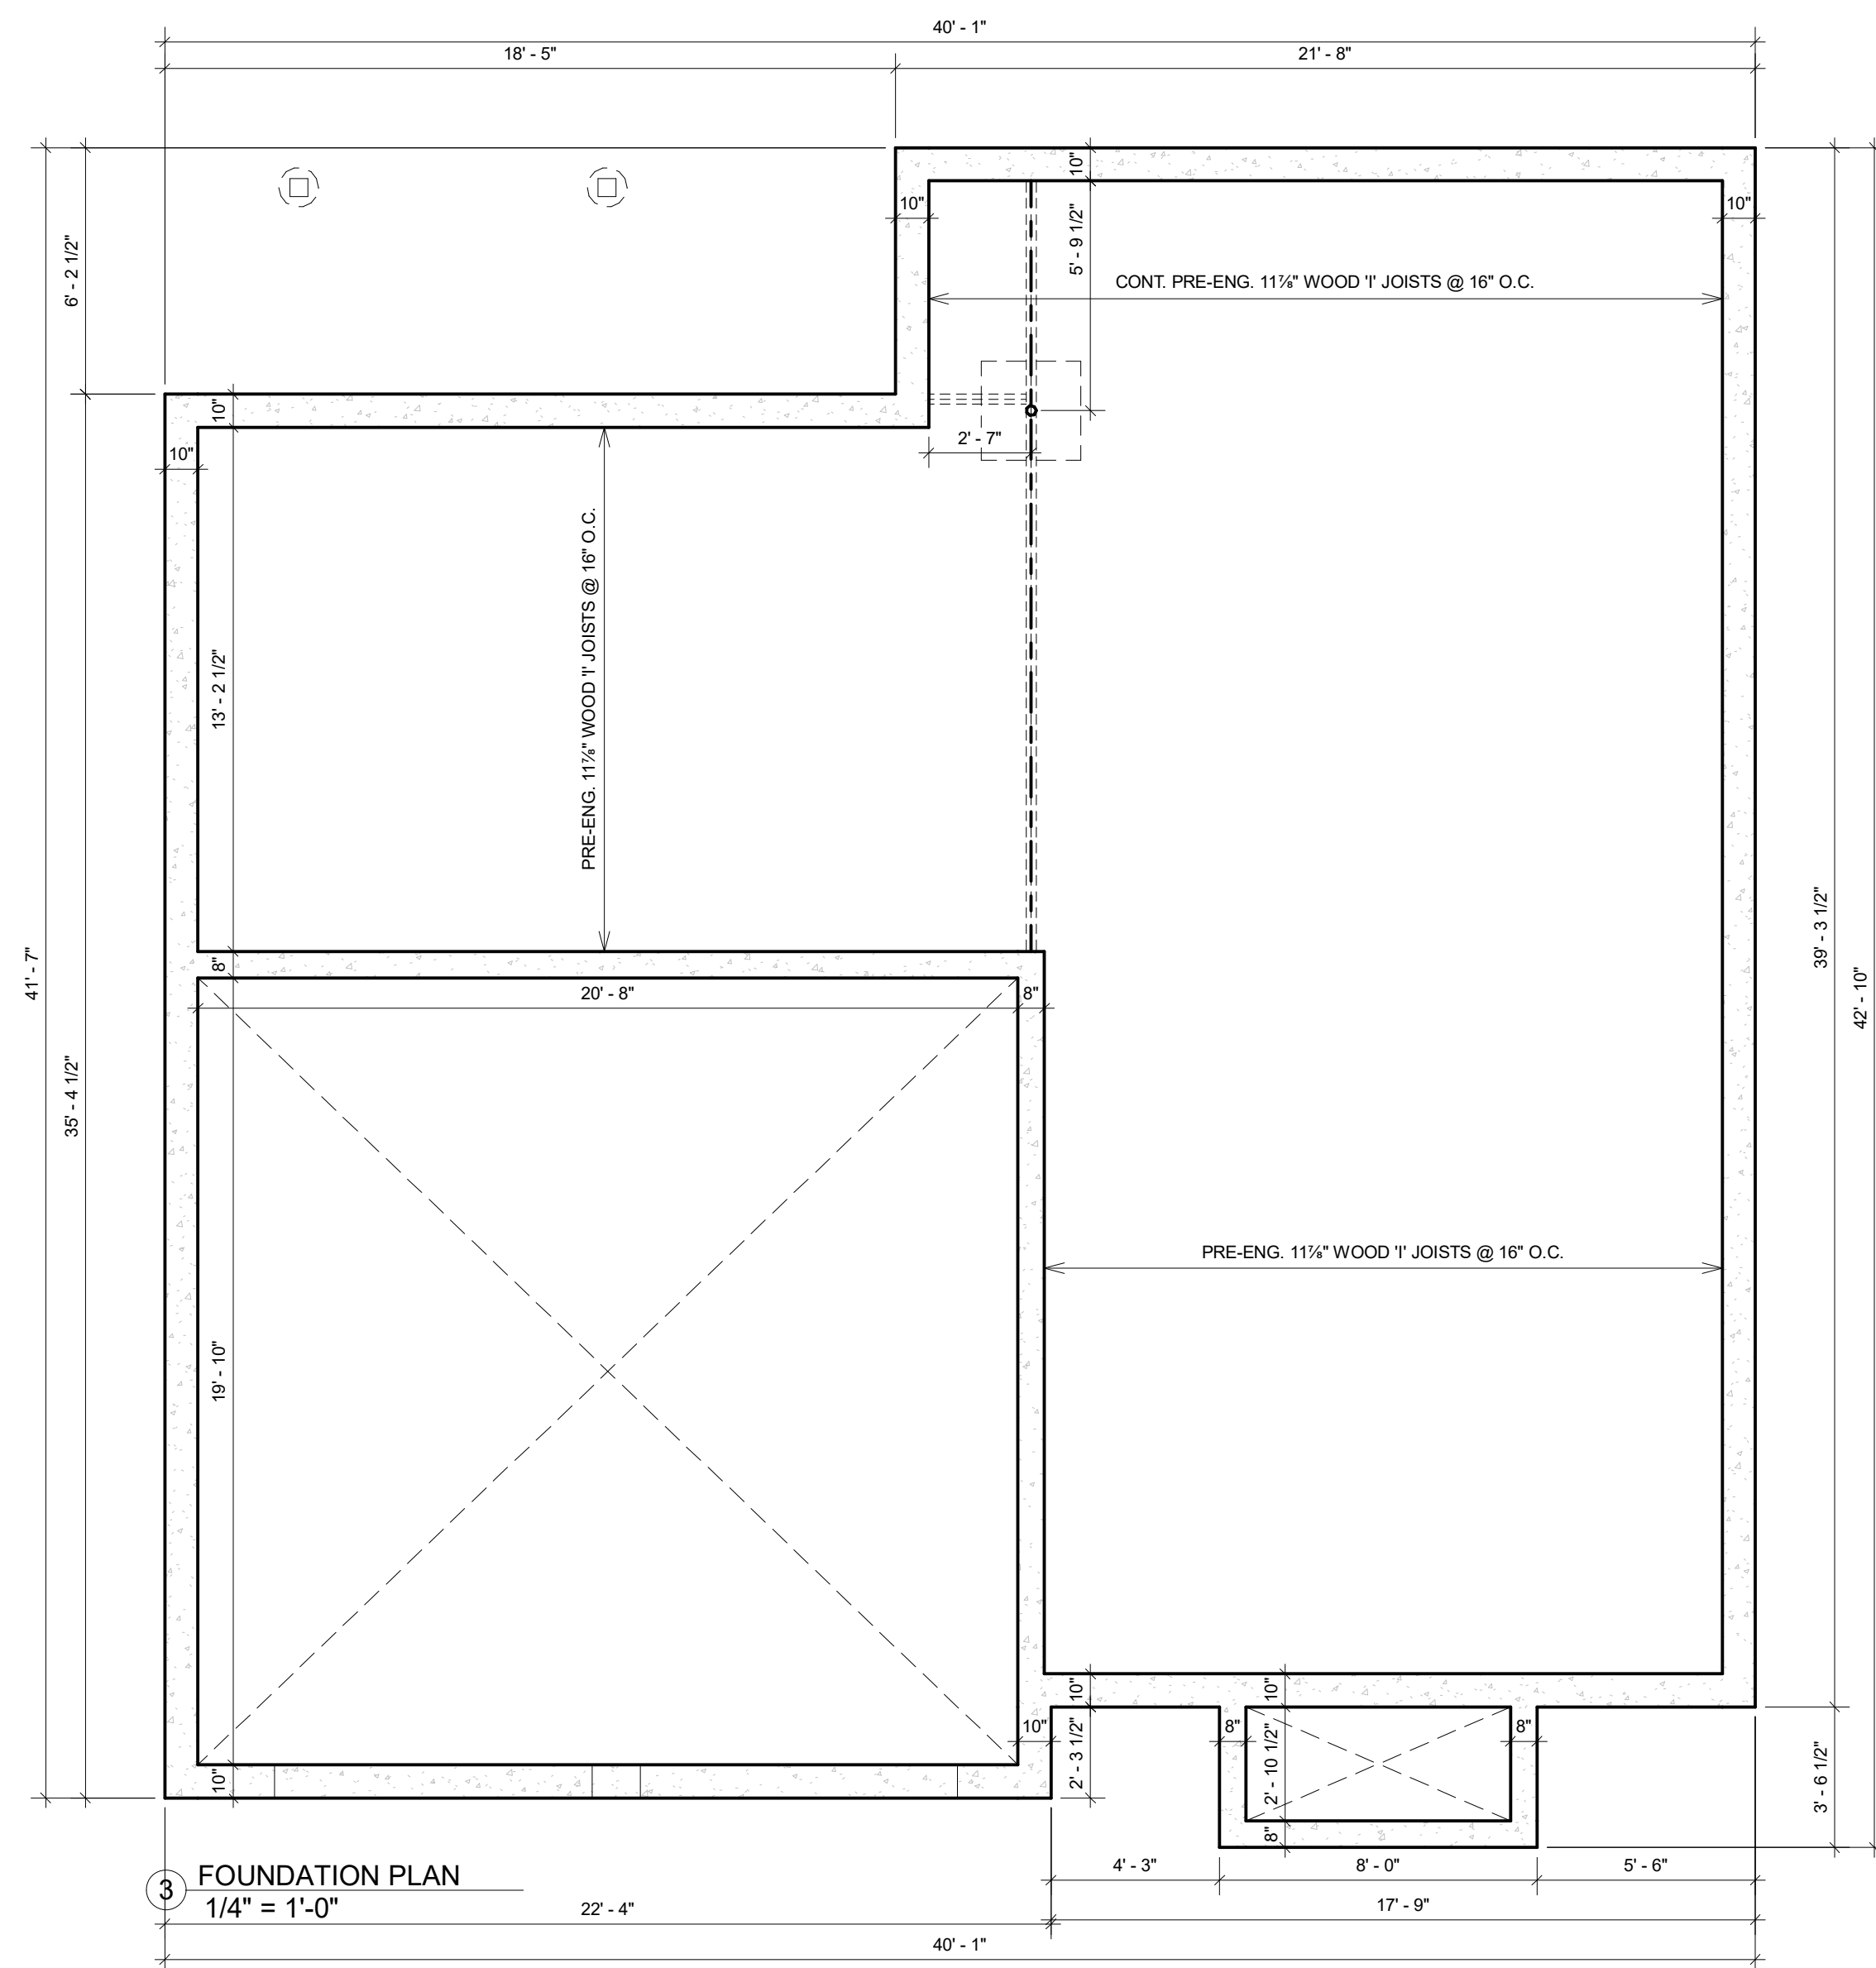 40' - 1"
18' - 5"
21' - 8"
10"
10"
10"
6' - 2 1/2"
5' - 9 1/2"
CONT. PRE-ENG. 11⅞" WOOD 'I' JOISTS @ 16" O.C.
10"
2' - 7"
10"
PRE-ENG. 11⅞" WOOD 'I' JOISTS @ 16" O.C.
13' - 2 1/2"
39' - 3 1/2"
41' - 7"
42' - 10"
8"
20' - 8"
8"
35' - 4 1/2"
PRE-ENG. 11⅞" WOOD 'I' JOISTS @ 16" O.C.
19' - 10"
10"
10"
10"
8"
8"
2' - 3 1/2"
2' - 10 1/2"
10"
3' - 6 1/2"
8"
4' - 3"
8' - 0"
5' - 6"
3 FOUNDATION PLAN
1/4" = 1'-0"
22' - 4"
17' - 9"
40' - 1"